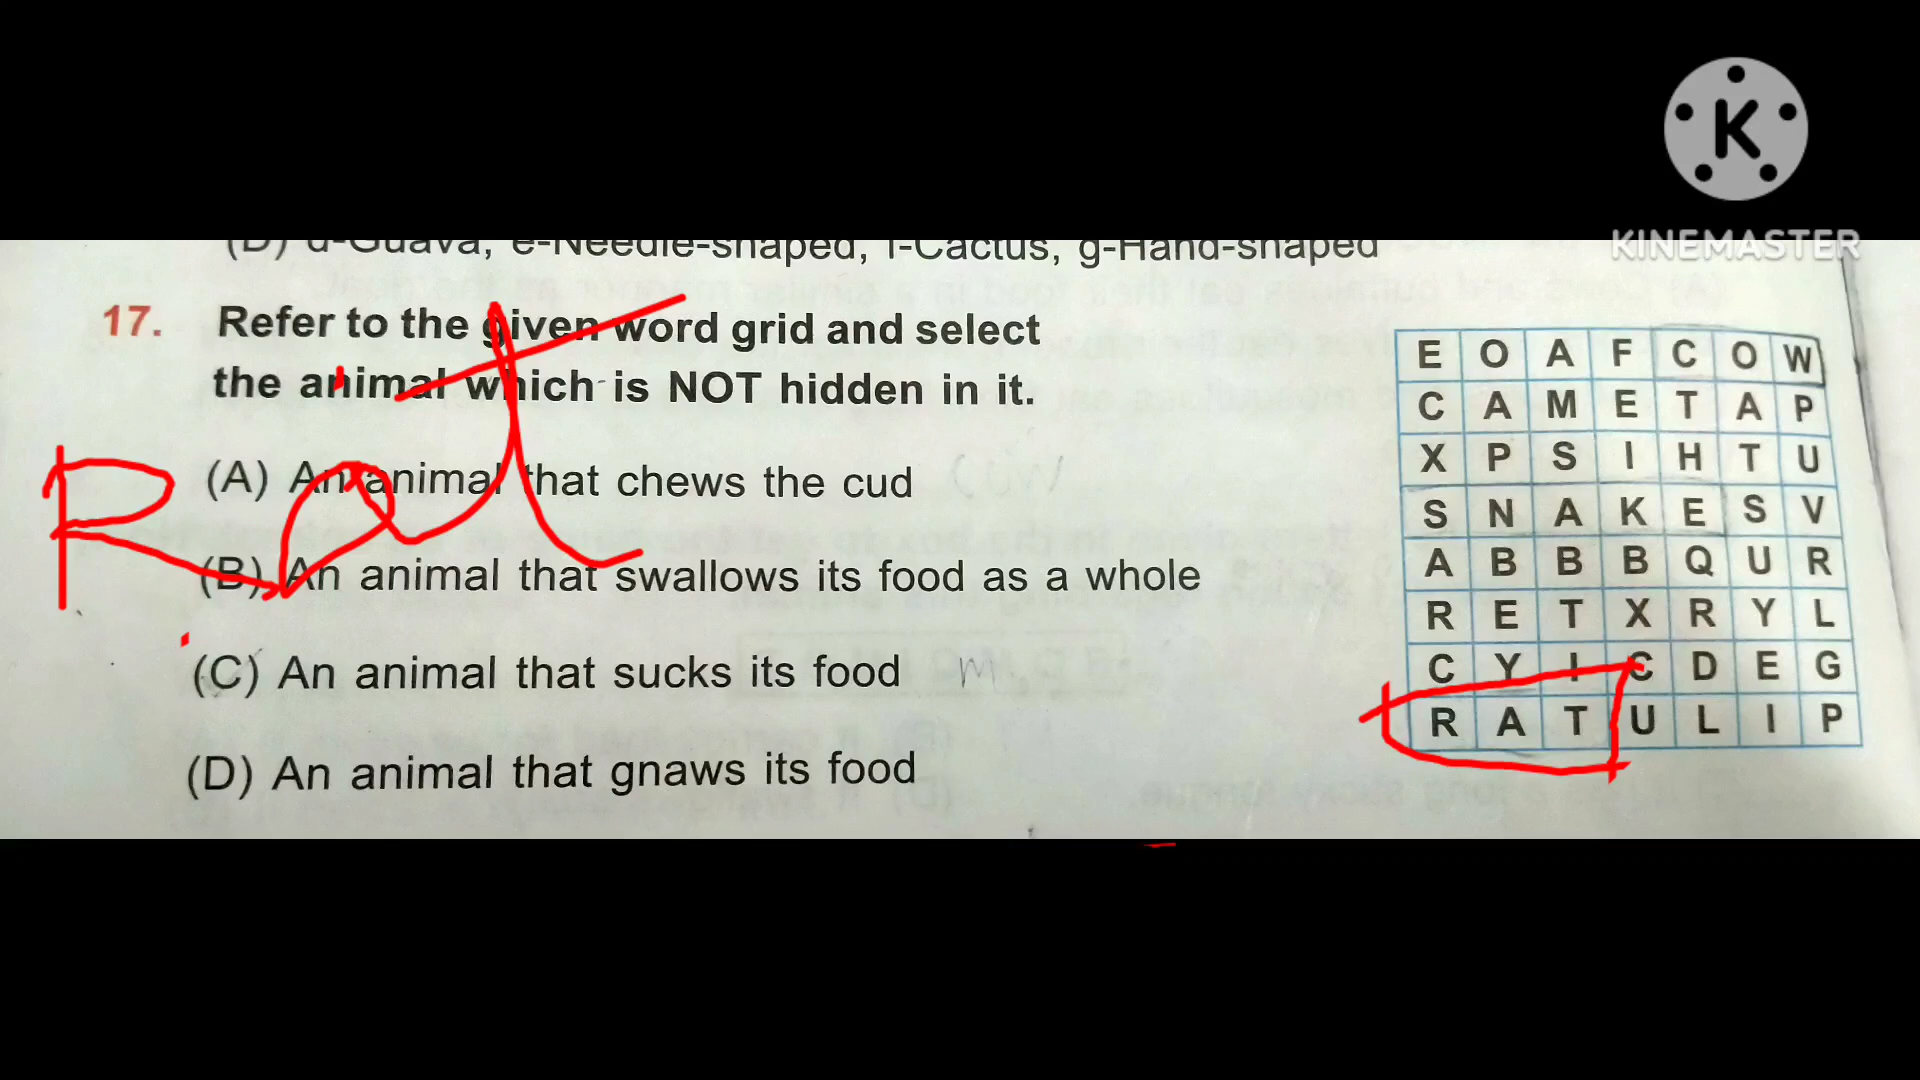 K
KINEMASTER
(D) d-Guava, e-Needle-shaped, f-Cactus, g-Hand-shaped
17. Refer to the given word grid and select
the animal which is NOT hidden in it.
(A) An animal that chews the cud
(B) An animal that swallows its food as a whole
(C) An animal that sucks its food
(D) An animal that gnaws its food
Rat
E O A F C O W
C A M E T A P
X P S I H T U
S N A K E S V
A B B B Q U R
R E T X R Y L
C Y I C D E G
R A T U L I P